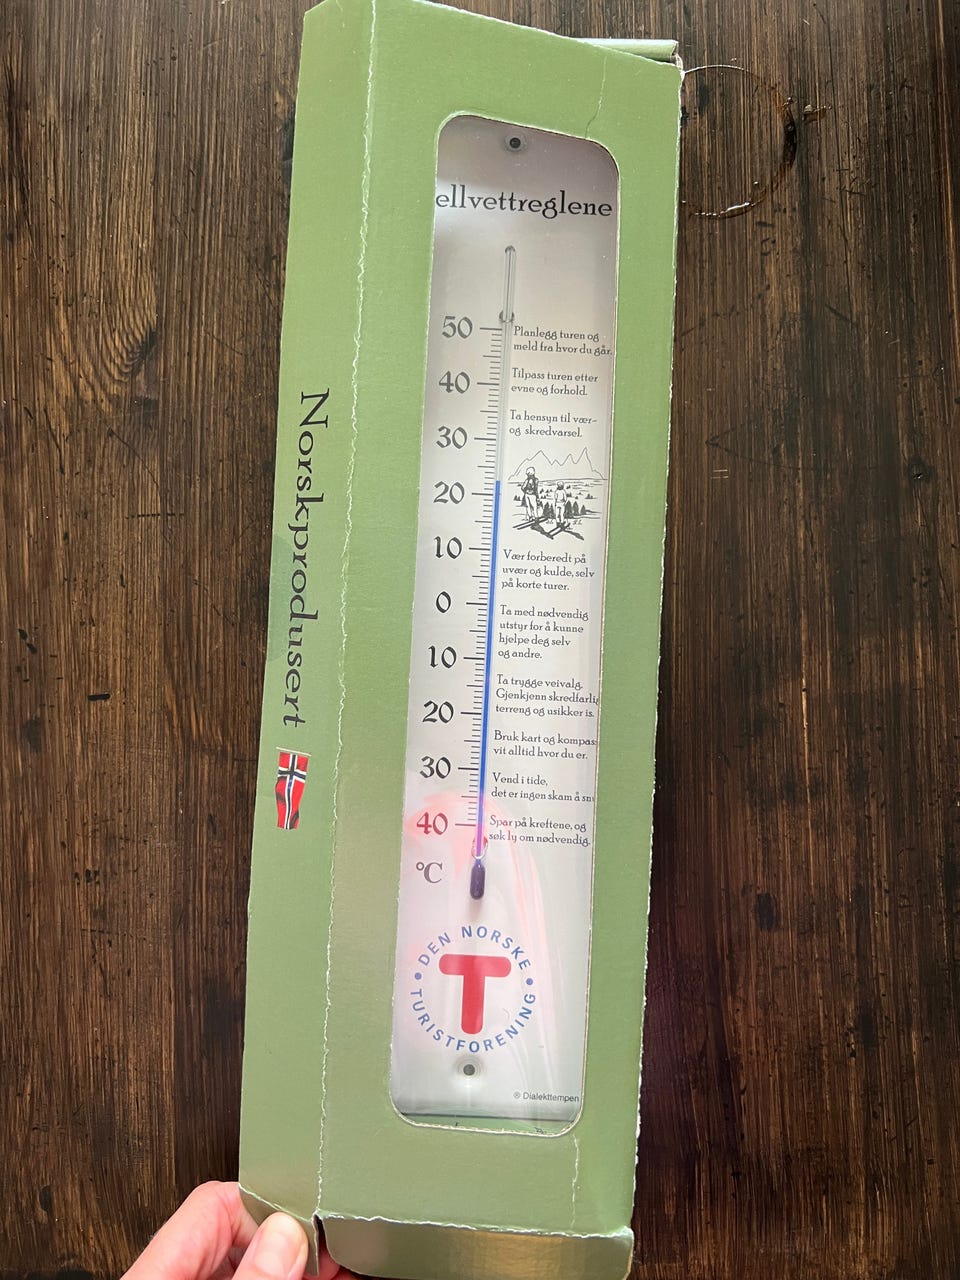 ellvettreglene
50
Planlegg turen og
meld fra hvor du går.
40
Tilpass turen etter
evne og forhold.
30
Ta hensyn til vær-
og skredvarsel.
20
10
Vær forberedt på
uvær og kulde, selv
på korte turer.
0
Ta med nødvendig
utstyr for å kunne
hjelpe deg selv
og andre.
10
Ta trygge veivalg.
Gjenkjenn skredfarlig
terreng og usikker is.
20
Bruk kart og kompas
vit alltid hvor du er.
30
Vend i tide,
det er ingen skam å sn
40
Spar på kreftene, og
søk ly om nødvendig.
°C
DEN NORSKE
T
TURISTFORENING
® Dialekttempen
Norskprodusert